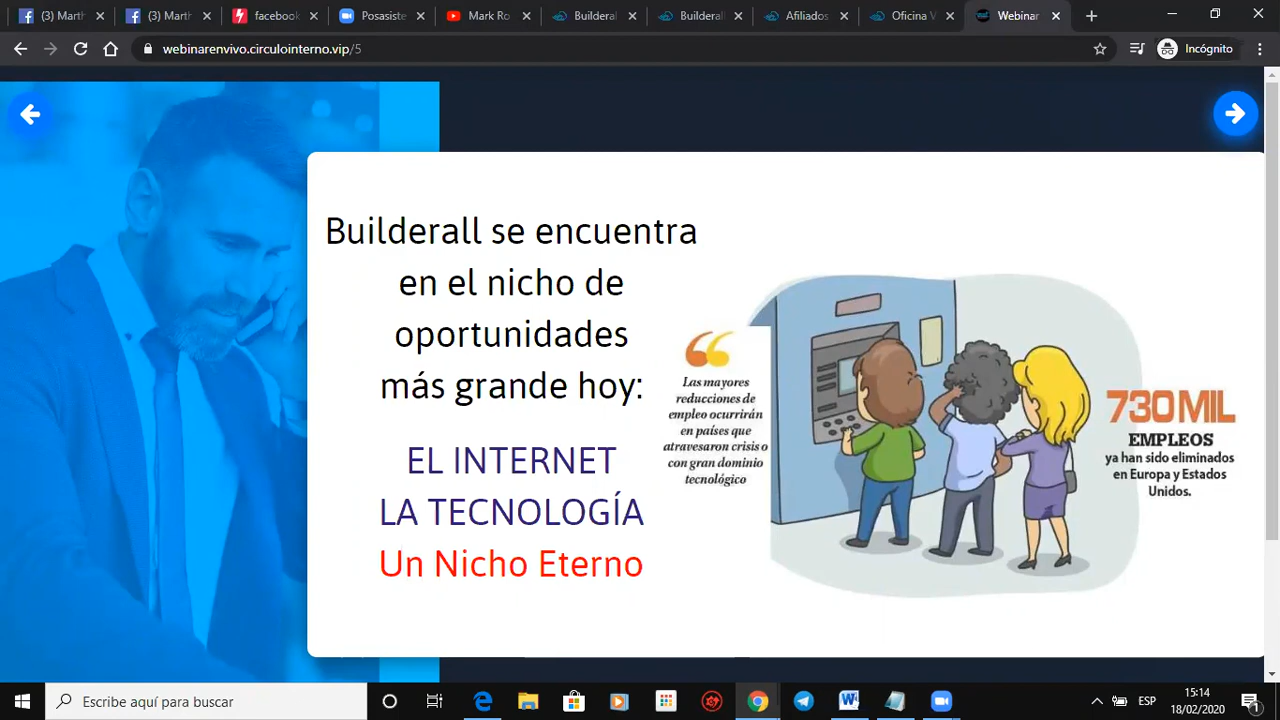 (3) Marth
(3) Marth
facebook
Posasiste
Mark Ro
Builderal
Builderall
Afiliados
Oficina V
Webinar
webinarenvivo.circulointerno.vip/5
Incógnito
Builderall se encuentra
en el nicho de
oportunidades
más grande hoy:
EL INTERNET
LA TECNOLOGÍA
Un Nicho Eterno
Las mayores
reducciones de
empleo ocurrirán
en países que
atravesaron crisis o
con gran dominio
tecnológico
730 MIL
EMPLEOS
ya han sido eliminados
en Europa y Estados
Unidos.
Escribe aquí para buscar
ESP
15:14
18/02/2020